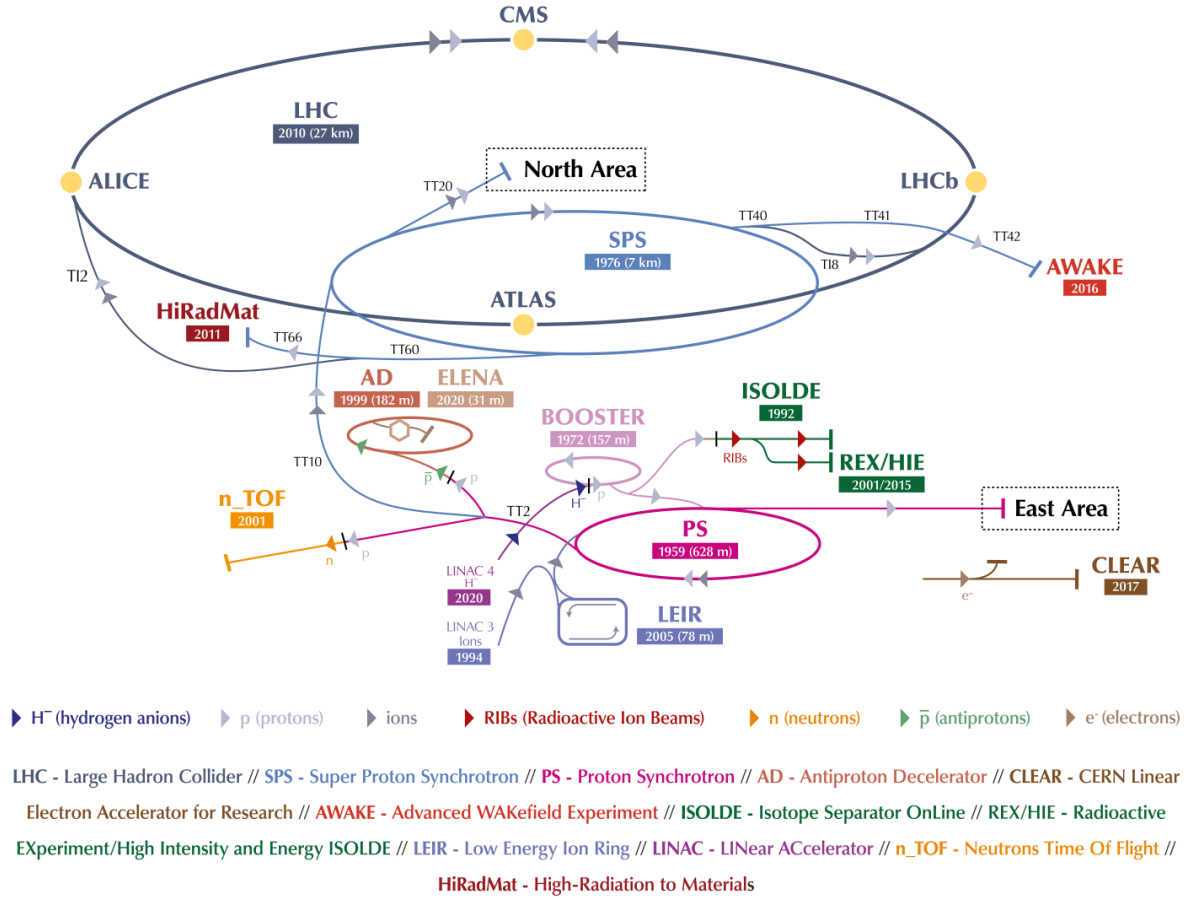 CMS
LHC
2010 (27 km)
North Area
TT20
ALICE
LHCb
TT40
TT41
SPS
1976 (7 km)
TT42
TI8
AWAKE
2016
TI2
ATLAS
HiRadMat
2011
TT66
TT60
AD
1999 (182 m)
ELENA
2020 (31 m)
ISOLDE
1992
BOOSTER
1972 (157 m)
RIBs
REX/HIE
2001/2015
TT10
p̅
p
H⁻
p
n_TOF
2001
TT2
East Area
PS
1959 (628 m)
n
p
LINAC 4
H⁻
2020
CLEAR
2017
e-
LINAC 3
Ions
1994
LEIR
2005 (78 m)
H⁻ (hydrogen anions)
p (protons)
ions
RIBs (Radioactive Ion Beams)
n (neutrons)
p̅ (antiprotons)
e- (electrons)
LHC - Large Hadron Collider // SPS - Super Proton Synchrotron // PS - Proton Synchrotron // AD - Antiproton Decelerator // CLEAR - CERN Linear
Electron Accelerator for Research // AWAKE - Advanced WAKefield Experiment // ISOLDE - Isotope Separator OnLine // REX/HIE - Radioactive
EXperiment/High Intensity and Energy ISOLDE // LEIR - Low Energy Ion Ring // LINAC - LINear ACcelerator // n_TOF - Neutrons Time Of Flight //
HiRadMat - High-Radiation to Materials